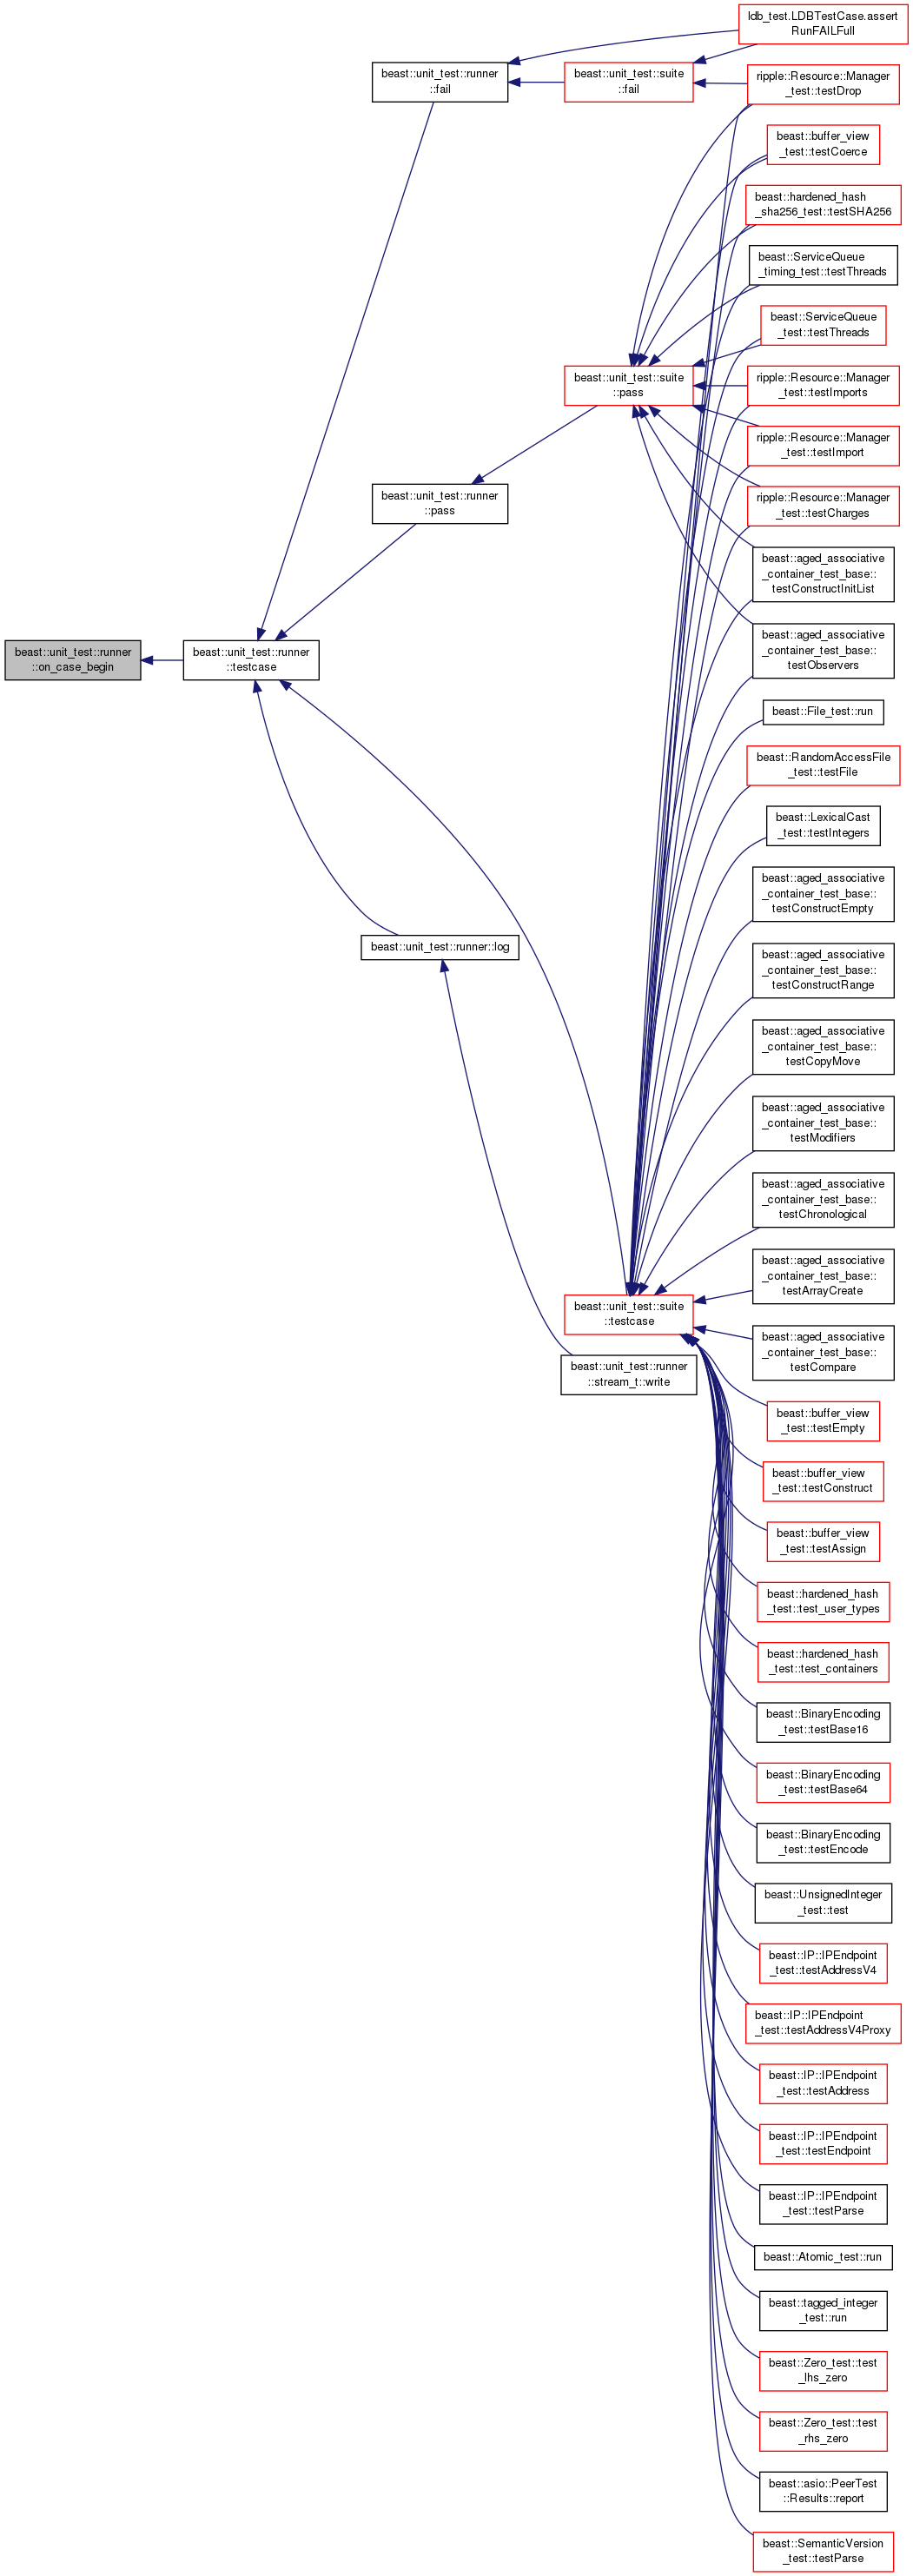 ldb_test.LDBTestCase.assert
RunFAILFull
beast::unit_test::runner
::fail
beast::unit_test::suite
::fail
ripple::Resource::Manager
_test::testDrop
beast::buffer_view
_test::testCoerce
beast::hardened_hash
_sha256_test::testSHA256
beast::ServiceQueue
_timing_test::testThreads
beast::ServiceQueue
_test::testThreads
beast::unit_test::suite
::pass
ripple::Resource::Manager
_test::testImports
ripple::Resource::Manager
_test::testImport
beast::unit_test::runner
::pass
ripple::Resource::Manager
_test::testCharges
beast::aged_associative
_container_test_base::
testConstructInitList
beast::unit_test::runner
::on_case_begin
beast::unit_test::runner
::testcase
beast::aged_associative
_container_test_base::
testObservers
beast::File_test::run
beast::RandomAccessFile
_test::testFile
beast::LexicalCast
_test::testIntegers
beast::aged_associative
_container_test_base::
testConstructEmpty
beast::unit_test::runner::log
beast::aged_associative
_container_test_base::
testConstructRange
beast::aged_associative
_container_test_base::
testCopyMove
beast::aged_associative
_container_test_base::
testModifiers
beast::aged_associative
_container_test_base::
testChronological
beast::aged_associative
_container_test_base::
testArrayCreate
beast::unit_test::suite
::testcase
beast::aged_associative
_container_test_base::
testCompare
beast::unit_test::runner
::stream_t::write
beast::buffer_view
_test::testEmpty
beast::buffer_view
_test::testConstruct
beast::buffer_view
_test::testAssign
beast::hardened_hash
_test::test_user_types
beast::hardened_hash
_test::test_containers
beast::BinaryEncoding
_test::testBase16
beast::BinaryEncoding
_test::testBase64
beast::BinaryEncoding
_test::testEncode
beast::UnsignedInteger
_test::test
beast::IP::IPEndpoint
_test::testAddressV4
beast::IP::IPEndpoint
_test::testAddressV4Proxy
beast::IP::IPEndpoint
_test::testAddress
beast::IP::IPEndpoint
_test::testEndpoint
beast::IP::IPEndpoint
_test::testParse
beast::Atomic_test::run
beast::tagged_integer
_test::run
beast::Zero_test::test
_lhs_zero
beast::Zero_test::test
_rhs_zero
beast::asio::PeerTest
::Results::report
beast::SemanticVersion
_test::testParse